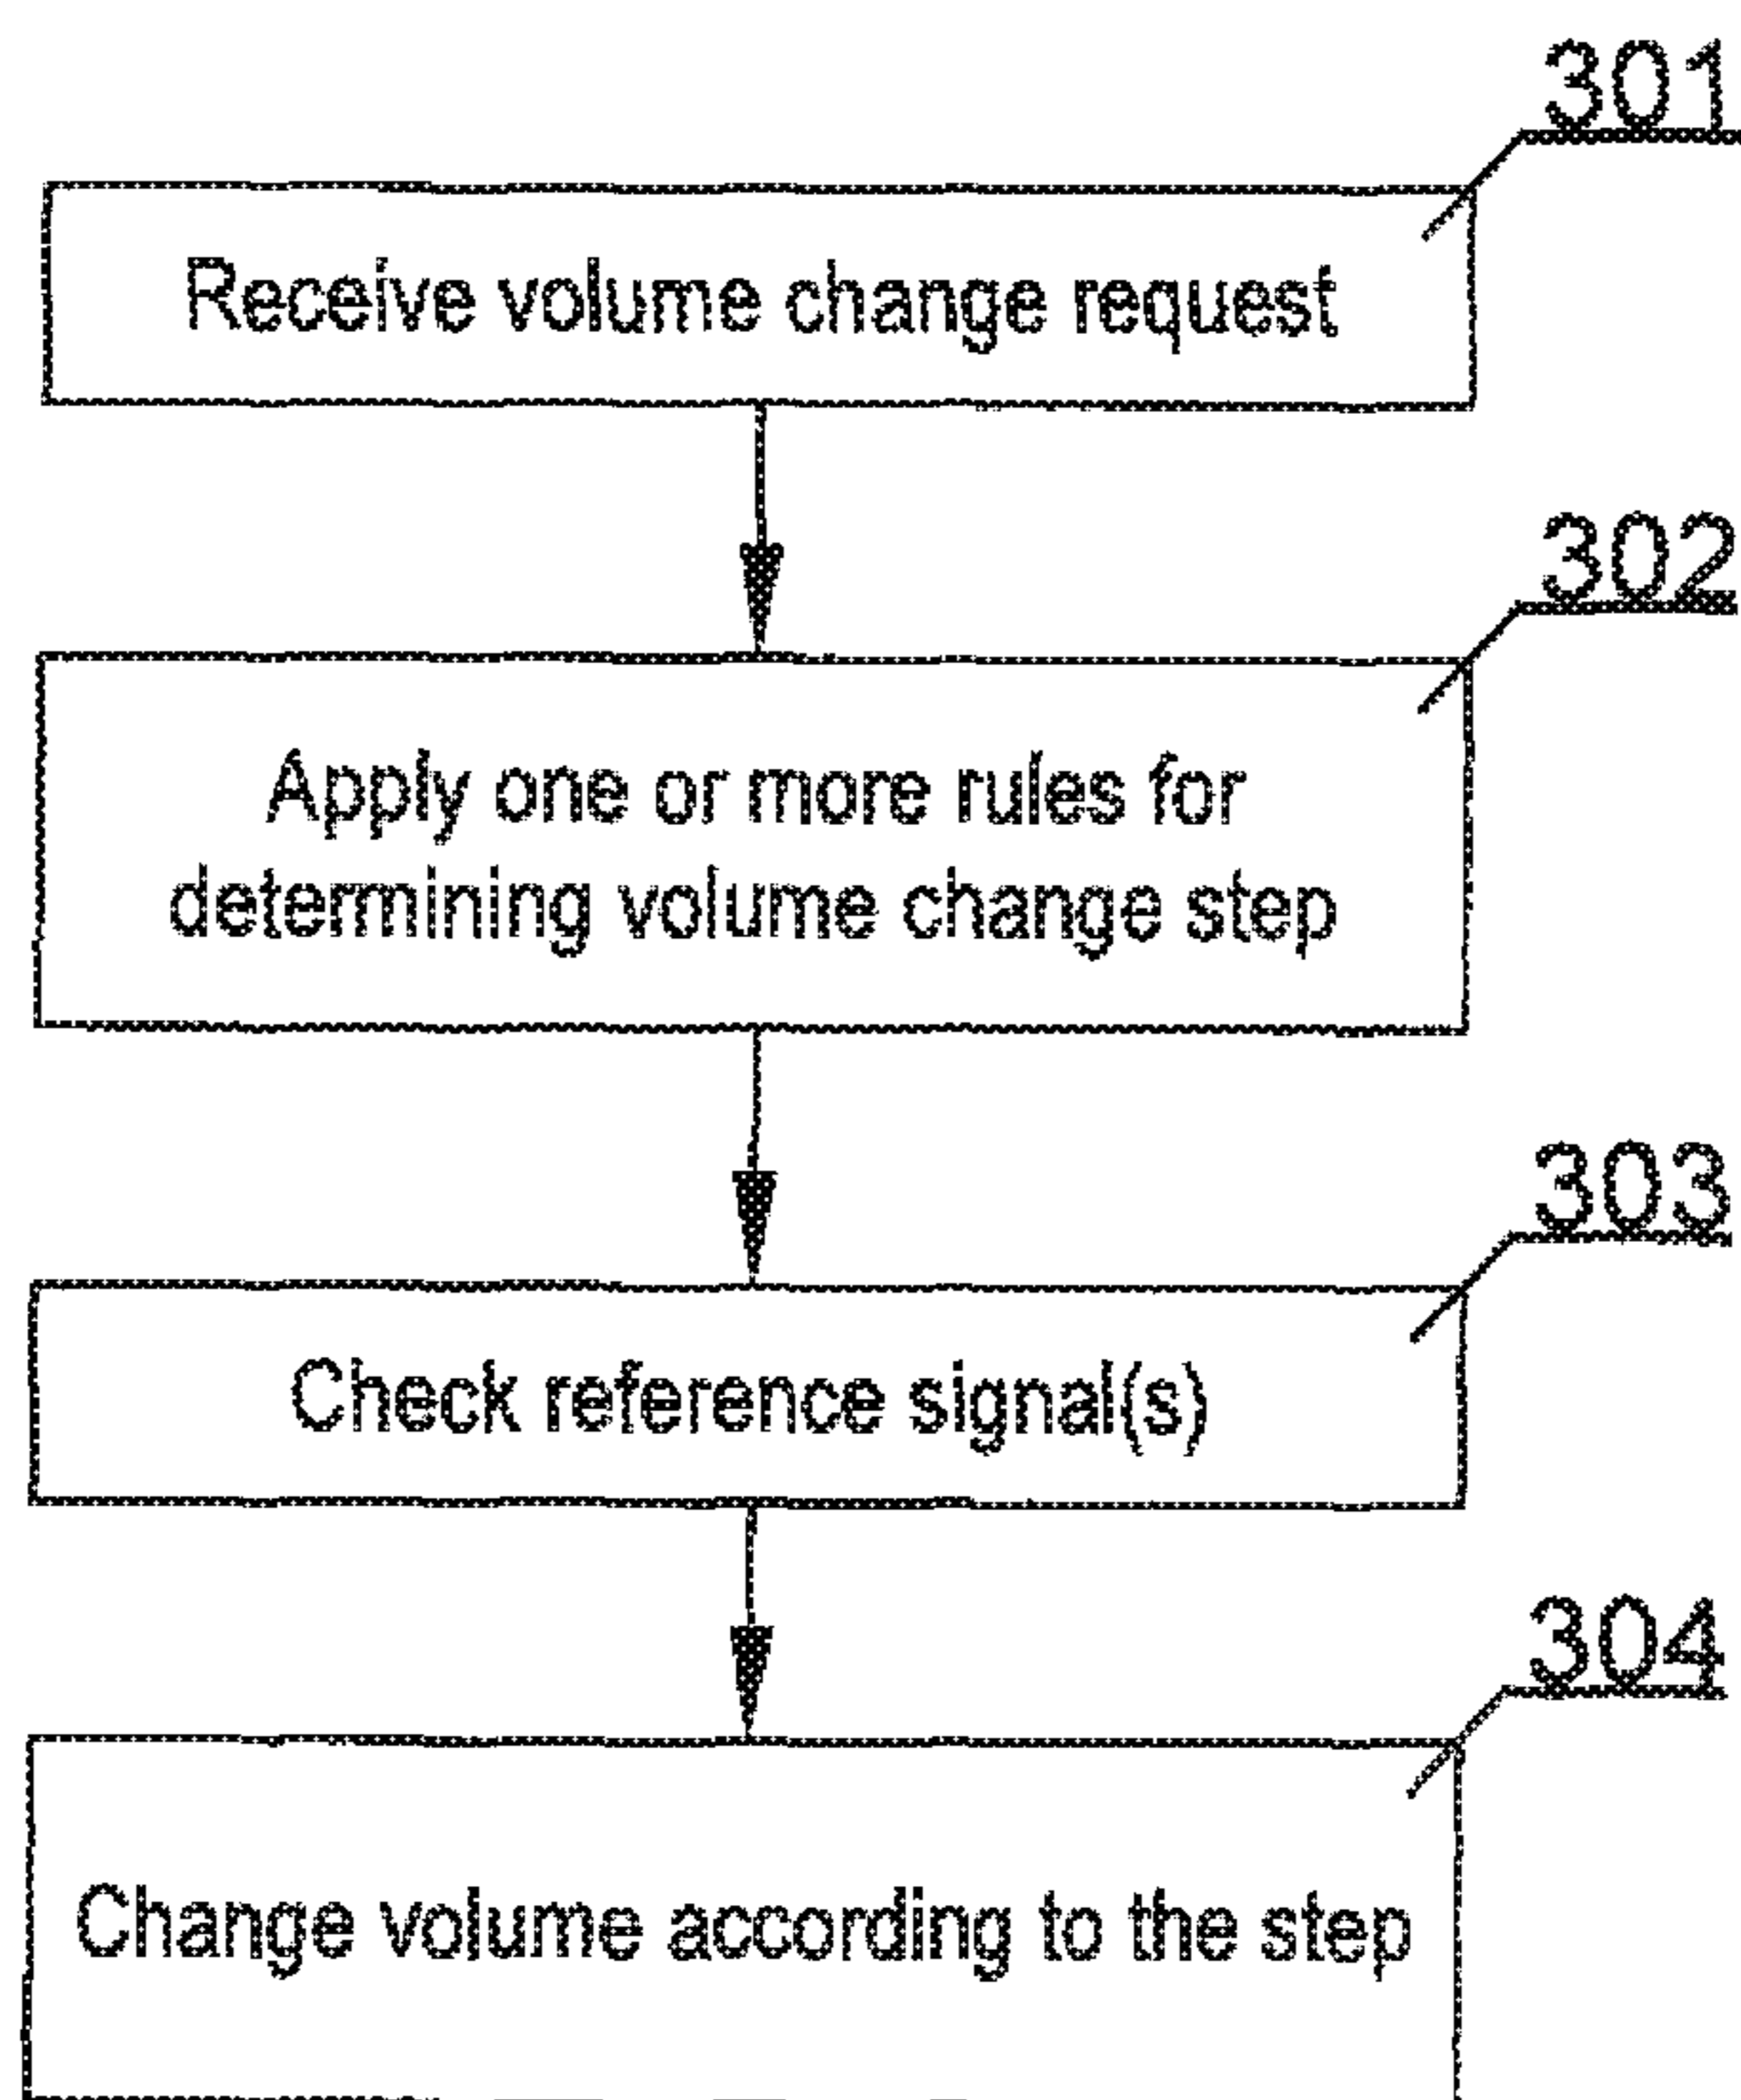 301
Receive volume change request
302
Apply one or more rules for
determining volume change step
303
Check reference signal(s)
304
Change volume according to the step